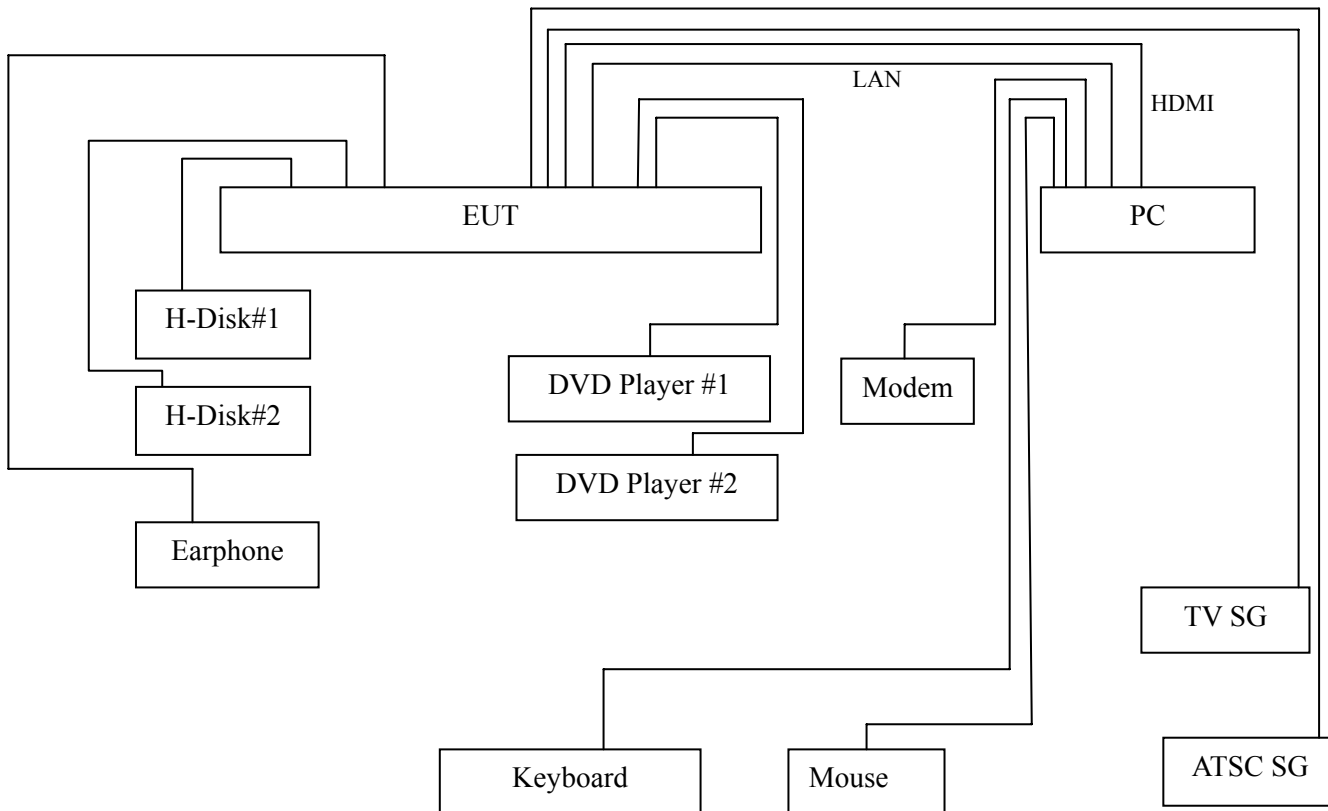 LAN
HDMI
EUT
PC
H-Disk#1
DVD Player #1
Modem
H-Disk#2
DVD Player #2
Earphone
TV SG
Keyboard
Mouse
ATSC SG